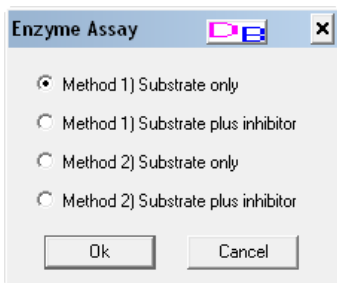 Enzyme Assay DB
Method 1) Substrate only
Method 1) Substrate plus inhibitor
Method 2) Substrate only
Method 2) Substrate plus inhibitor
Ok Cancel